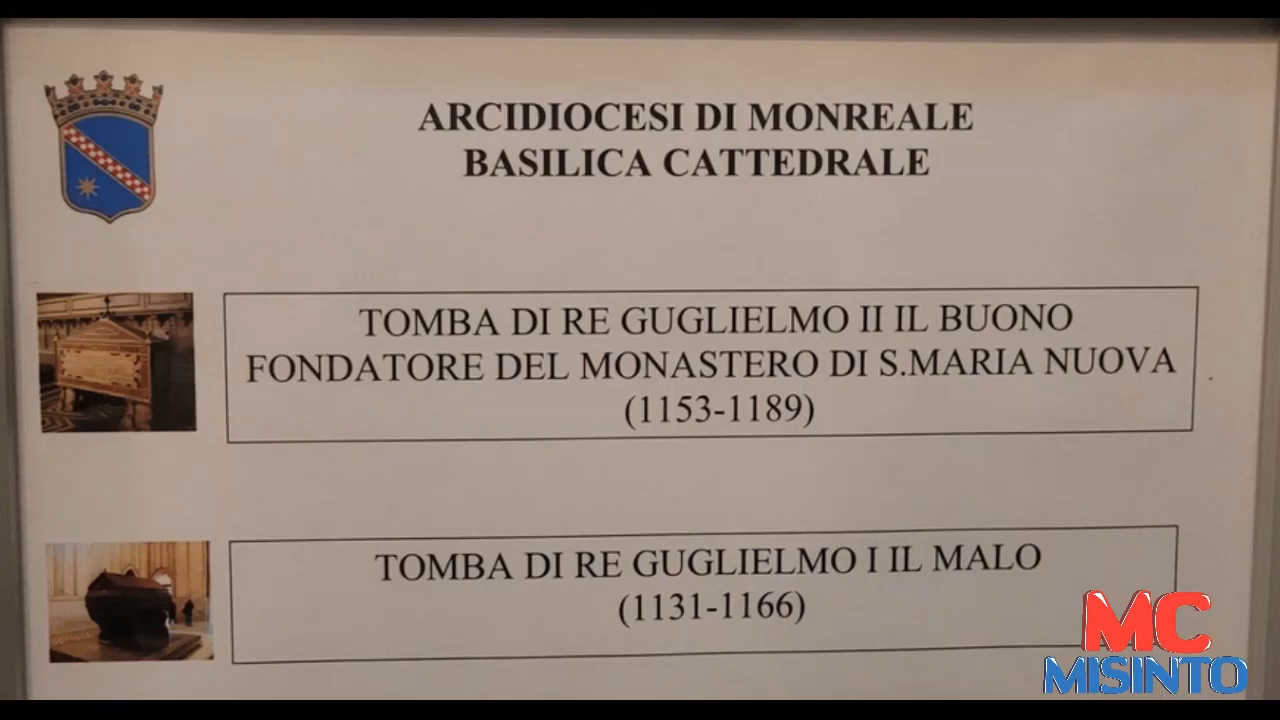 ARCIDIOCESI DI MONREALE
BASILICA CATTEDRALE
TOMBA DI RE GUGLIELMO II IL BUONO
FONDATORE DEL MONASTERO DI S.MARIA NUOVA
(1153-1189)
TOMBA DI RE GUGLIELMO I IL MALO
(1131-1166)
MC
MISINTO